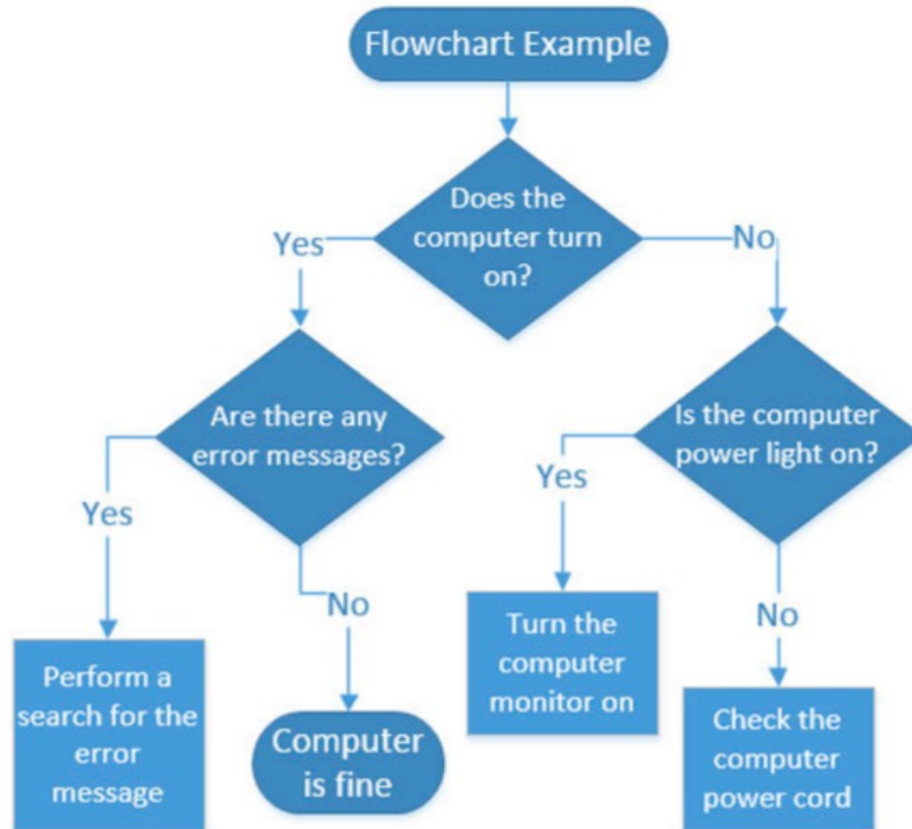 Flowchart Example
Does the
computer turn
on?
Yes
No
Are there any
error messages?
Is the computer
power light on?
Yes
No
Yes
No
Perform a
search for the
error
message
Computer
is fine
Turn the
computer
monitor on
Check the
computer
power cord